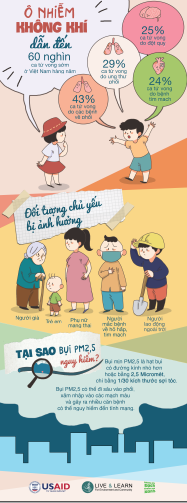 Ô NHIỄM
KHÔNG KHÍ
dẫn đến
60 nghìn
ca tử vong sớm
ở Việt Nam hàng năm
25%
ca tử vong
do đột quỵ
29%
ca tử vong
do ung thư
phổi
24%
ca tử vong
do bệnh
tim mạch
43%
ca tử vong
do các bệnh
về phổi
Đối tượng chủ yếu
bị ảnh hưởng
Người già
Trẻ em
Phụ nữ
mang thai
Người mắc
bệnh về
hô hấp, tim
mạch
Người
lao động
ngoài trời
TẠI SAO BỤI PM2,5
nguy hiểm?
Bụi mịn PM2,5 là hạt bụi
có đường kính nhỏ hơn
hoặc bằng 2,5 Micromét,
chỉ bằng 1/30 kích thước sợi tóc.
Bụi PM2,5 có thể đi sâu vào phổi,
xâm nhập vào các mạch máu
và gây ra nhiều căn bệnh
có thể nguy hiểm đến tính mạng.
USAID
LIVE & LEARN